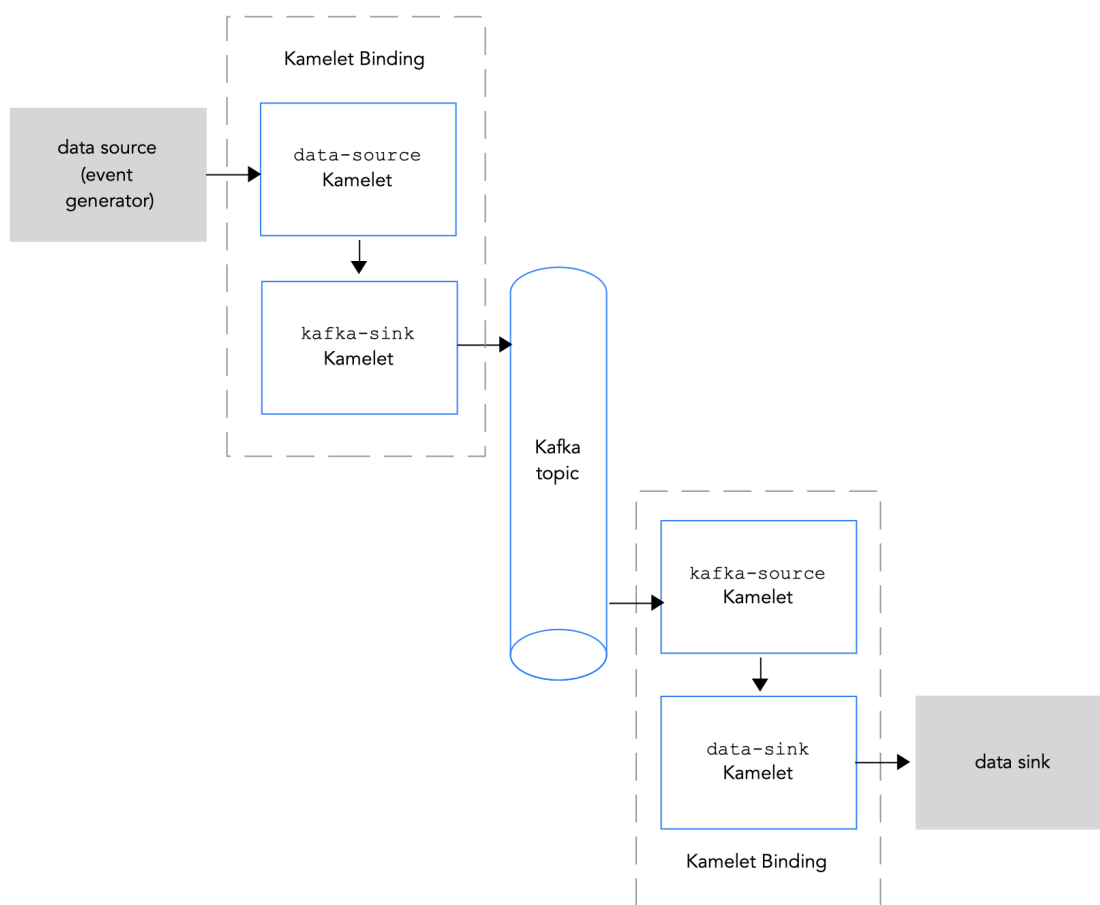 Kamelet Binding
data source
(event
generator)
data-source
Kamelet
kafka-sink
Kamelet
Kafka
topic
kafka-source
Kamelet
data-sink
Kamelet
data sink
Kamelet Binding